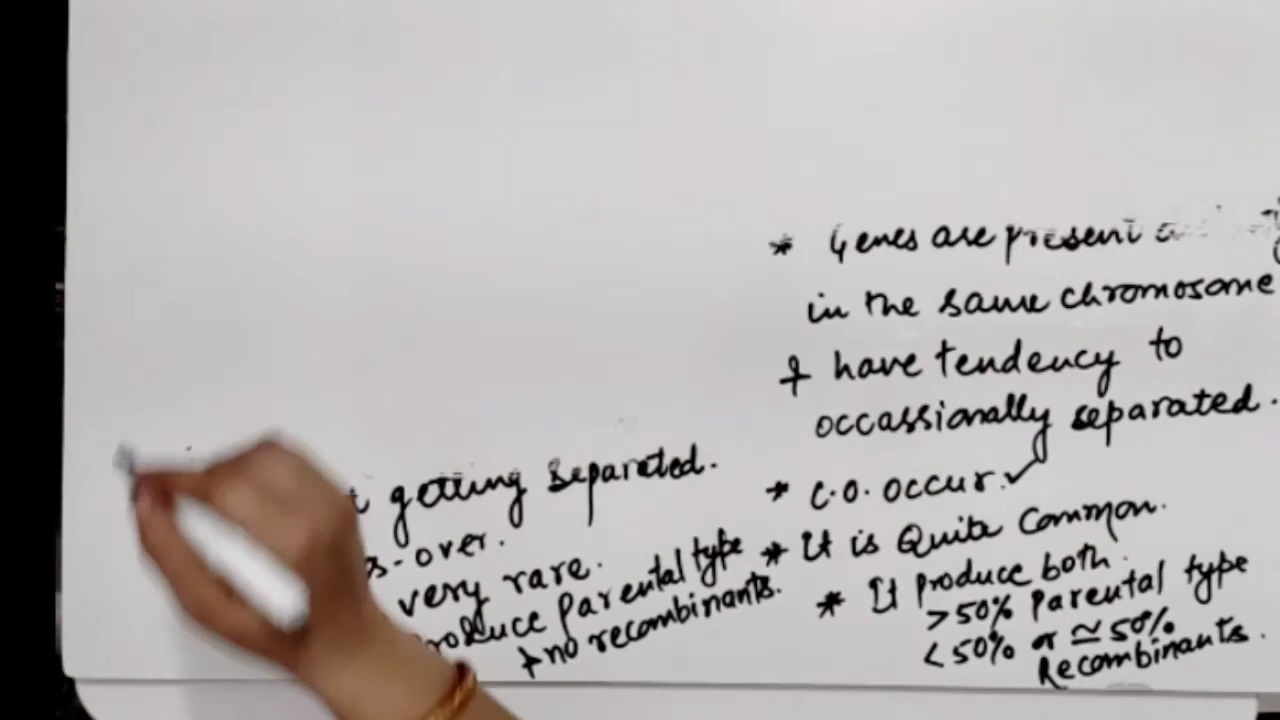 * Genes are present
in the same chromosome
& have tendency to
occassionally separated.
* C.O. occur. ✓
* It is Quite Common.
* It produce both
>50% Parental type
<50% or ≃50%
Recombinants.
getting separated.
-over.
very rare.
Parental type
+ no recombinants.